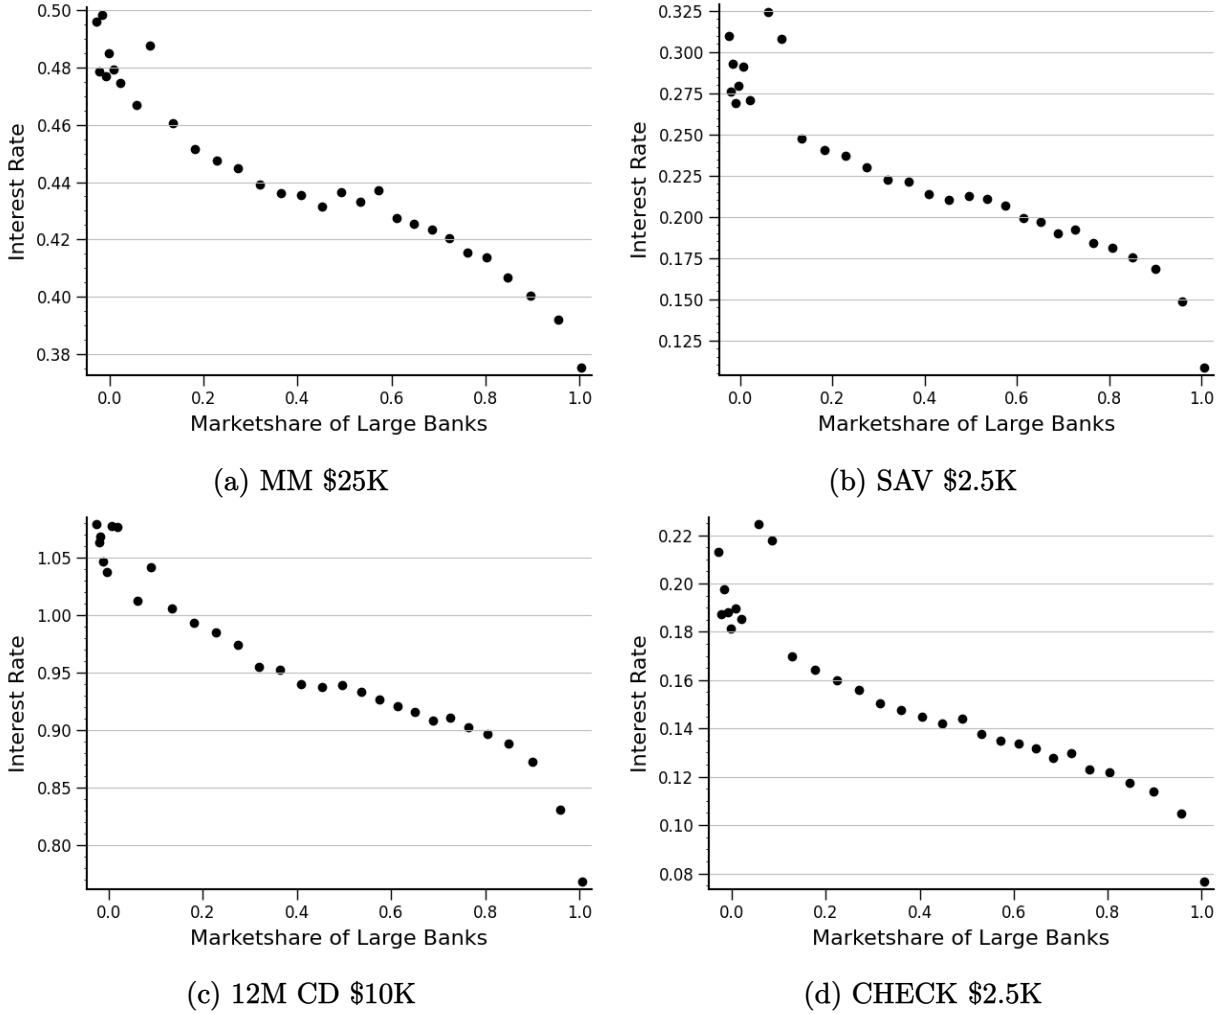 0.50
0.48
0.46
0.44
0.42
0.40
0.38
Interest Rate
0.0 0.2 0.4 0.6 0.8 1.0
Marketshare of Large Banks
(a) MM $25K
0.325
0.300
0.275
0.250
0.225
0.200
0.175
0.150
0.125
Interest Rate
0.0 0.2 0.4 0.6 0.8 1.0
Marketshare of Large Banks
(b) SAV $2.5K
1.05
1.00
0.95
0.90
0.85
0.80
Interest Rate
0.0 0.2 0.4 0.6 0.8 1.0
Marketshare of Large Banks
(c) 12M CD $10K
0.22
0.20
0.18
0.16
0.14
0.12
0.10
0.08
Interest Rate
0.0 0.2 0.4 0.6 0.8 1.0
Marketshare of Large Banks
(d) CHECK $2.5K